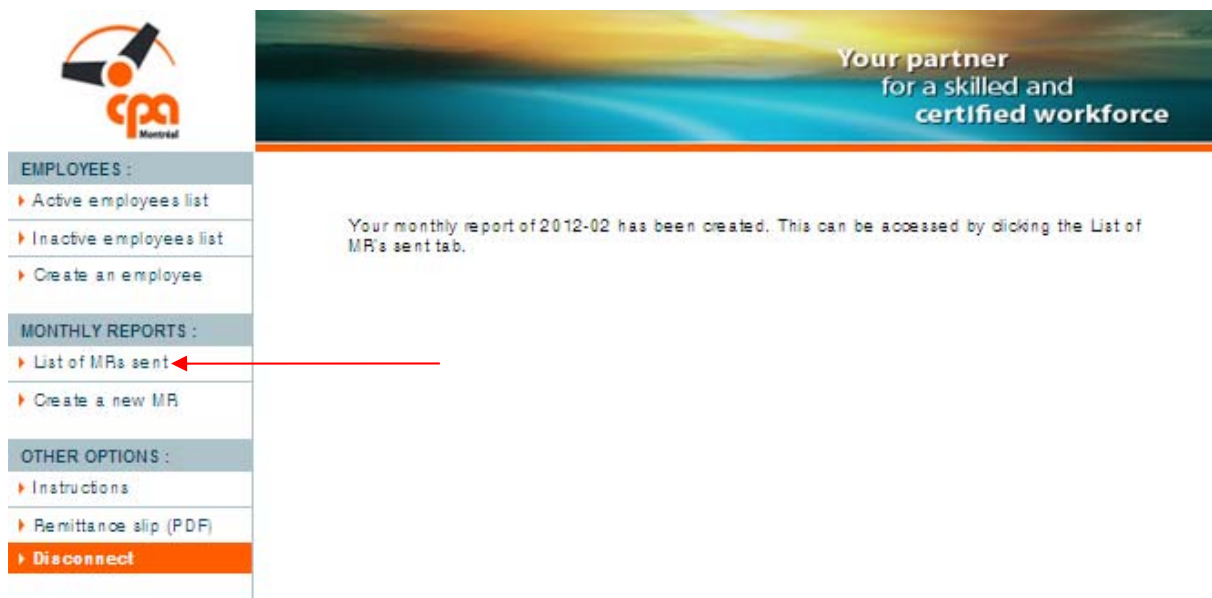 cpa
Montréal
Your partner
for a skilled and
certified workforce
EMPLOYEES :
Active employees list
Inactive employees list
Create an employee
MONTHLY REPORTS :
List of MRs sent
Create a new MR
OTHER OPTIONS :
Instructions
Remittance slip (PDF)
Disconnect
Your monthly report of 2012-02 has been created. This can be accessed by clicking the List of
MR's sent tab.